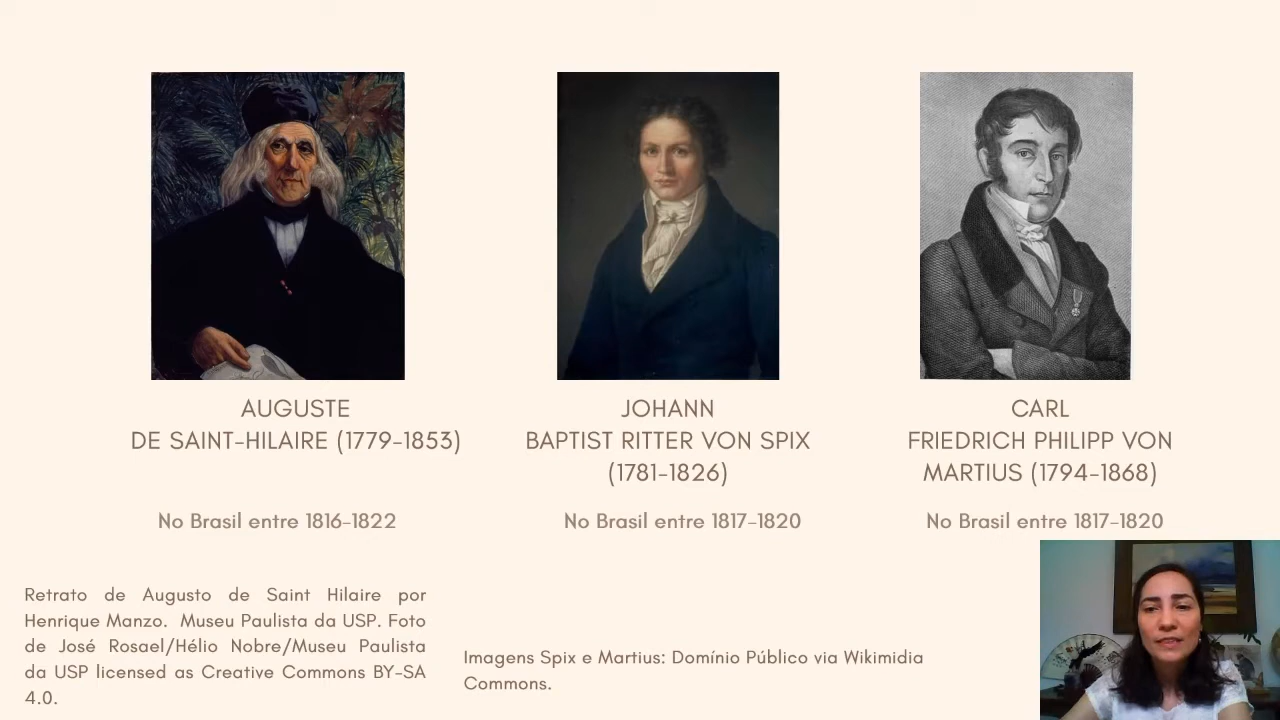 AUGUSTE
DE SAINT-HILAIRE (1779-1853)
No Brasil entre 1816-1822
JOHANN
BAPTIST RITTER VON SPIX
(1781-1826)
No Brasil entre 1817-1820
CARL
FRIEDRICH PHILIPP VON
MARTIUS (1794-1868)
No Brasil entre 1817-1820
Retrato de Augusto de Saint Hilaire por
Henrique Manzo. Museu Paulista da USP. Foto
de José Rosael/Hélio Nobre/Museu Paulista
da USP licensed as Creative Commons BY-SA
4.0.
Imagens Spix e Martius: Domínio Público via Wikimidia
Commons.